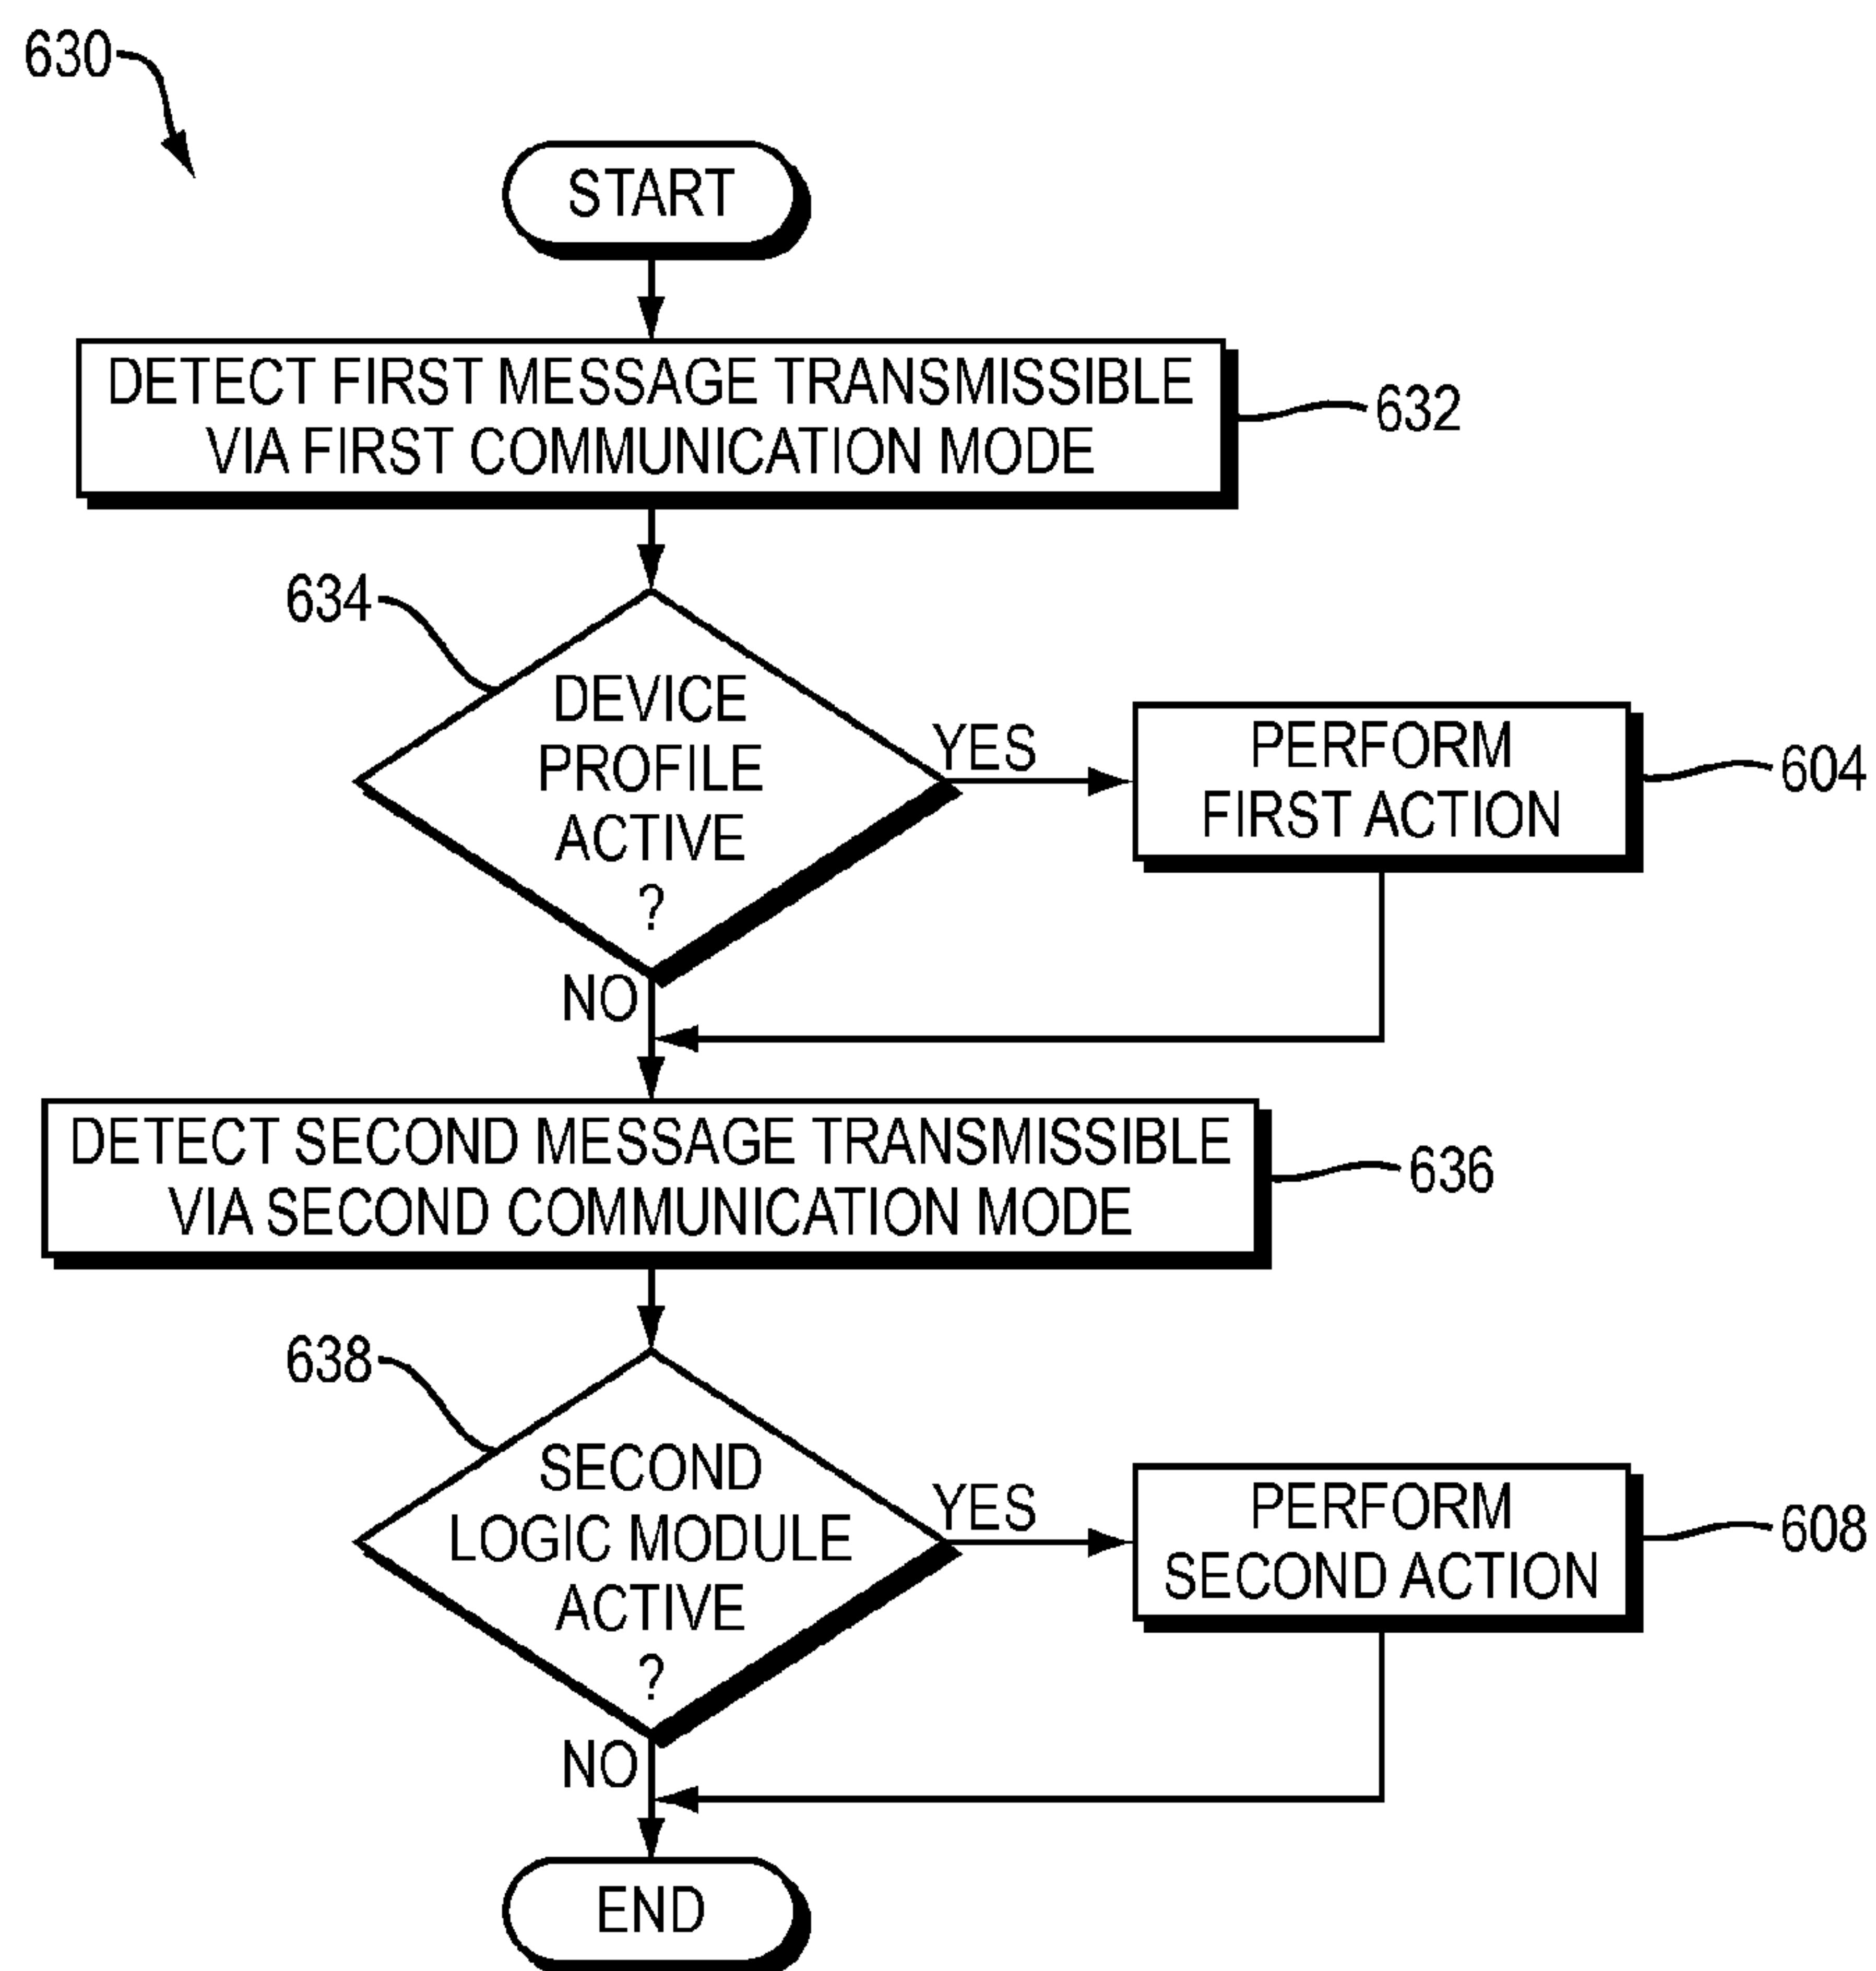 630
START
DETECT FIRST MESSAGE TRANSMISSIBLE
VIA FIRST COMMUNICATION MODE
632
634
DEVICE
PROFILE
ACTIVE
?
YES
PERFORM
FIRST ACTION
604
NO
DETECT SECOND MESSAGE TRANSMISSIBLE
VIA SECOND COMMUNICATION MODE
636
638
SECOND
LOGIC MODULE
ACTIVE
?
YES
PERFORM
SECOND ACTION
608
NO
END